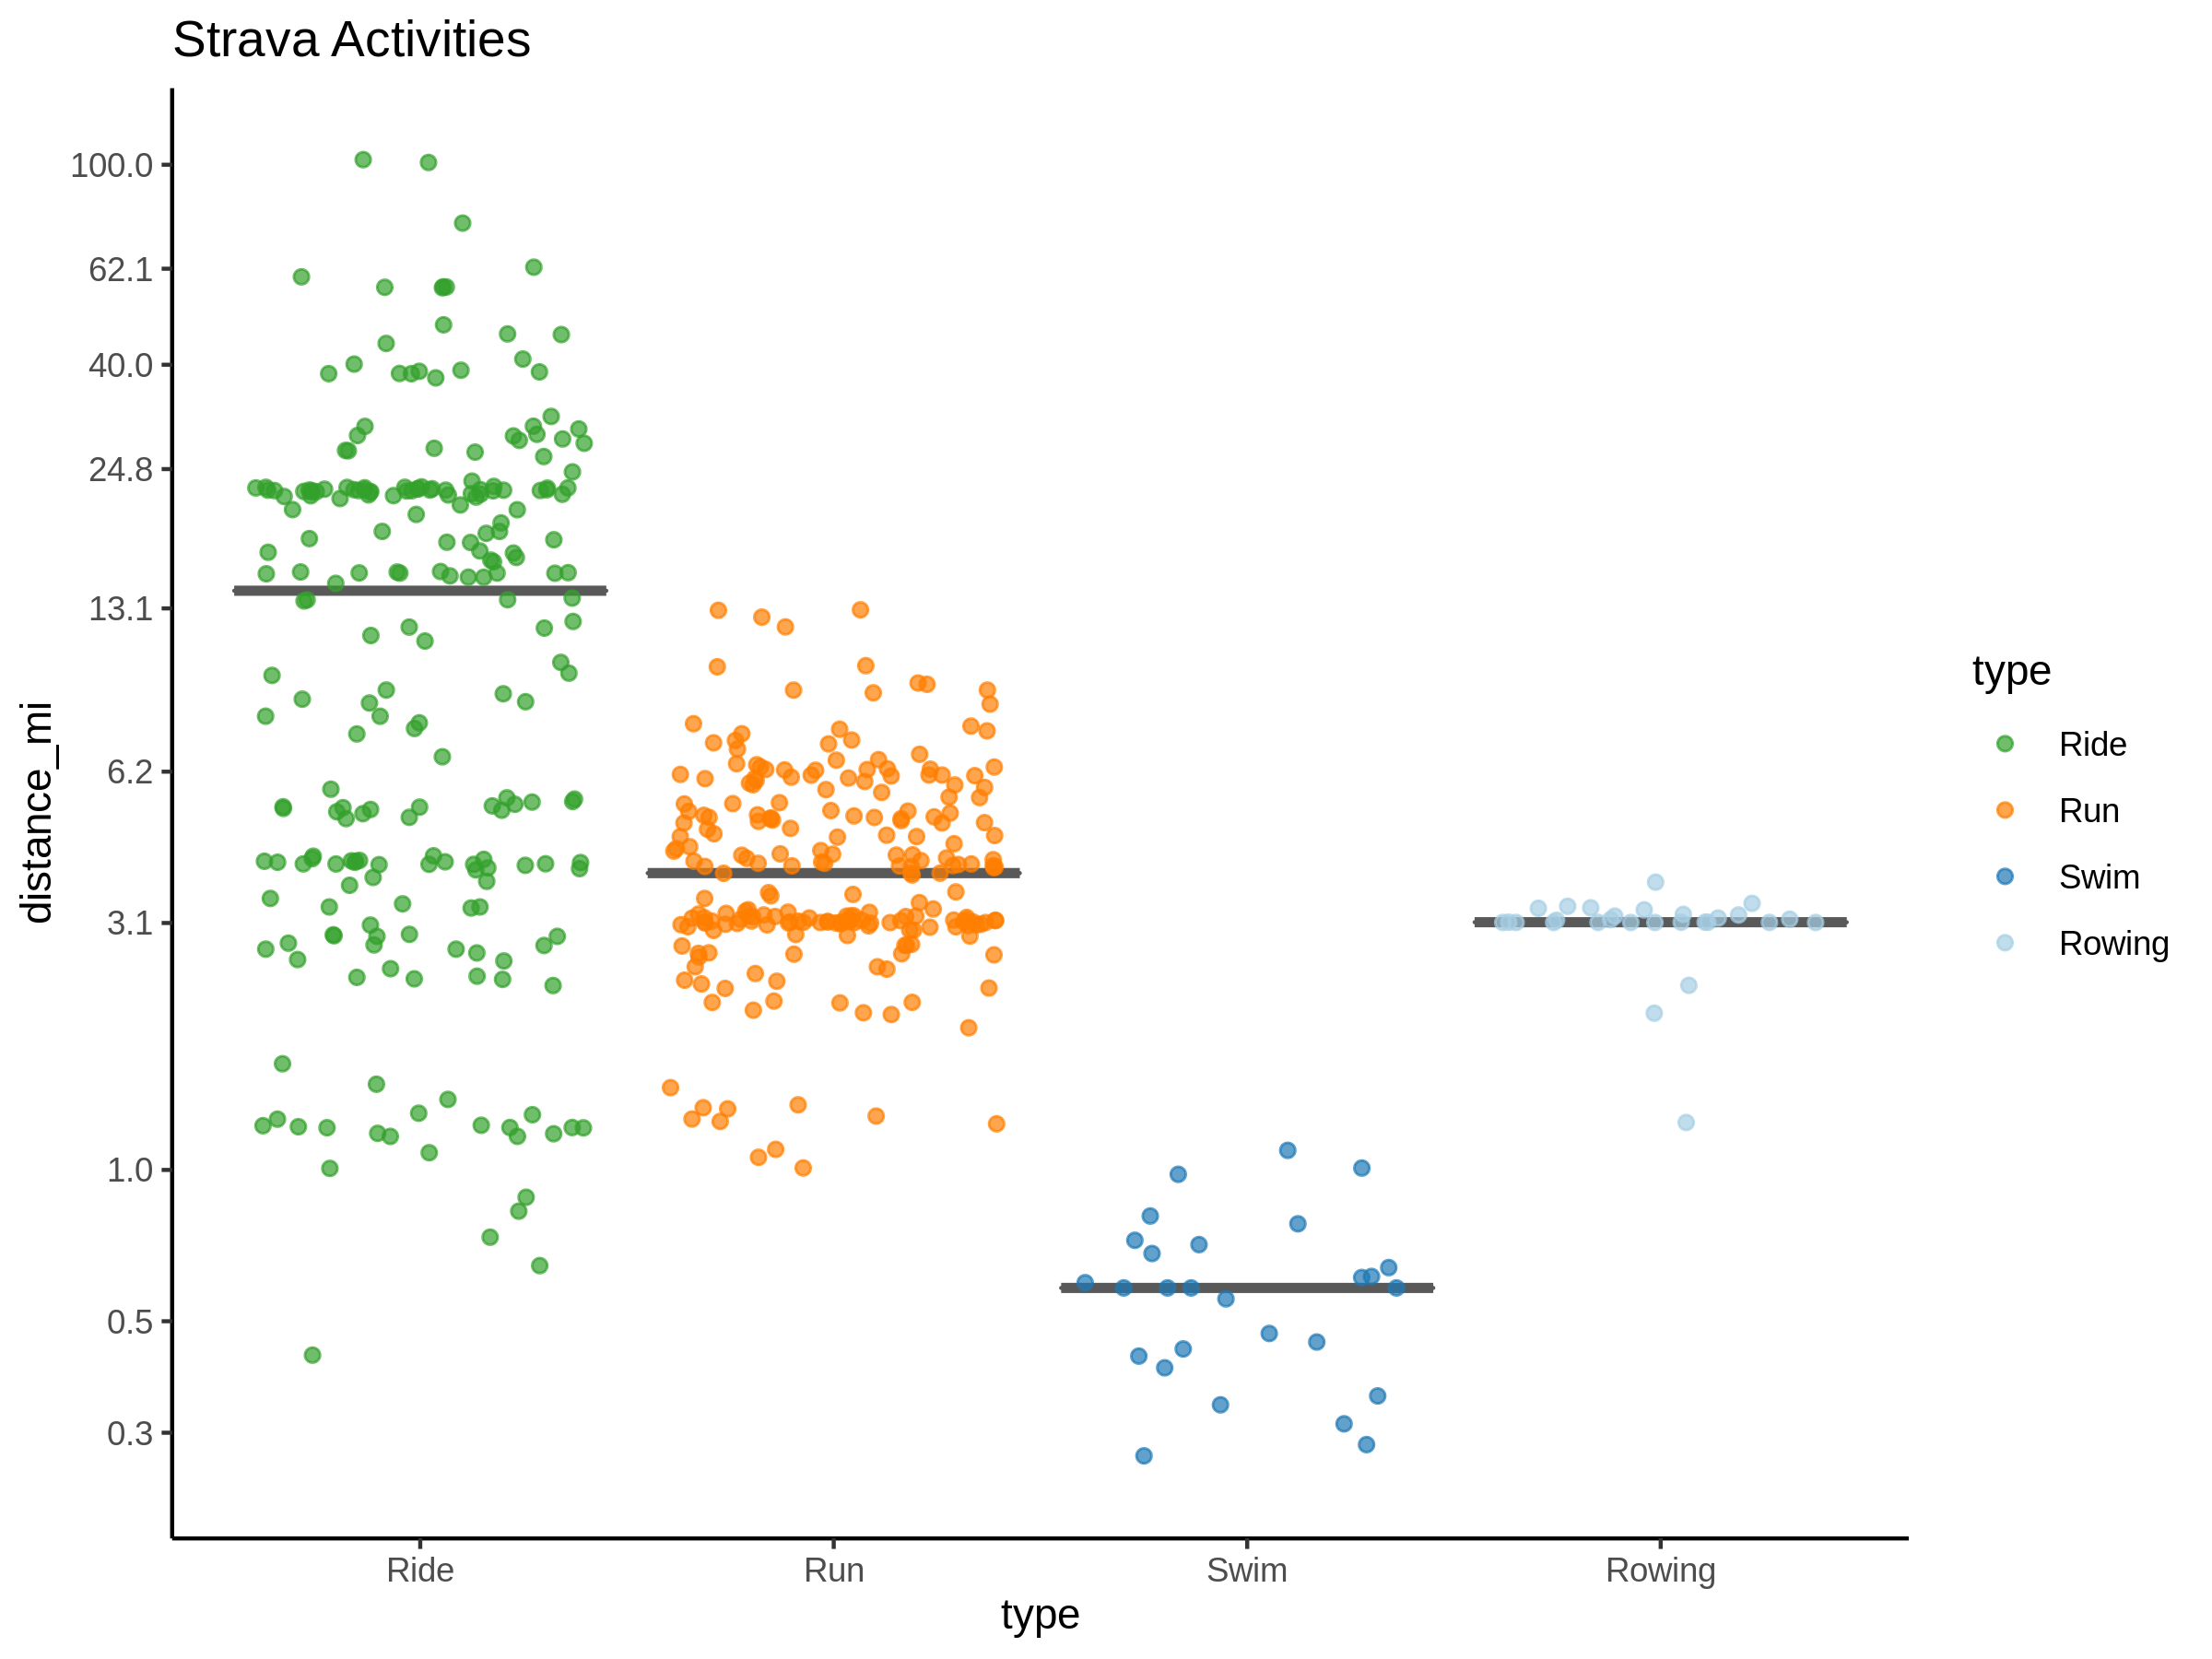 Strava Activities
100.0
62.1
40.0
24.8
13.1
6.2
3.1
1.0
0.5
0.3
distance_mi
Ride
Run
Swim
Rowing
type
type
Ride
Run
Swim
Rowing